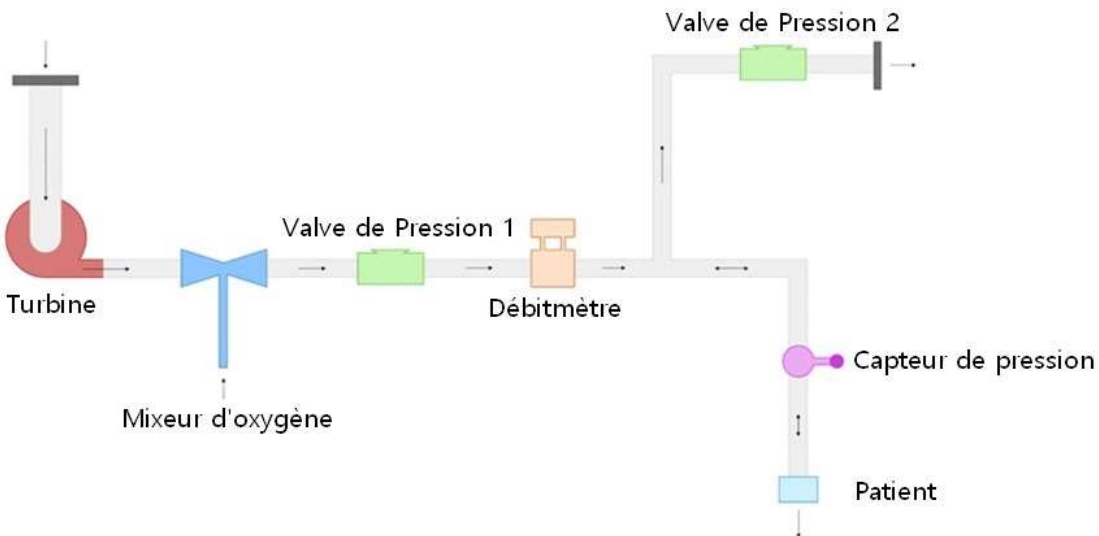 Valve de Pression 2
Valve de Pression 1
Turbine
Débitmètre
Capteur de pression
Mixeur d'oxygène
Patient